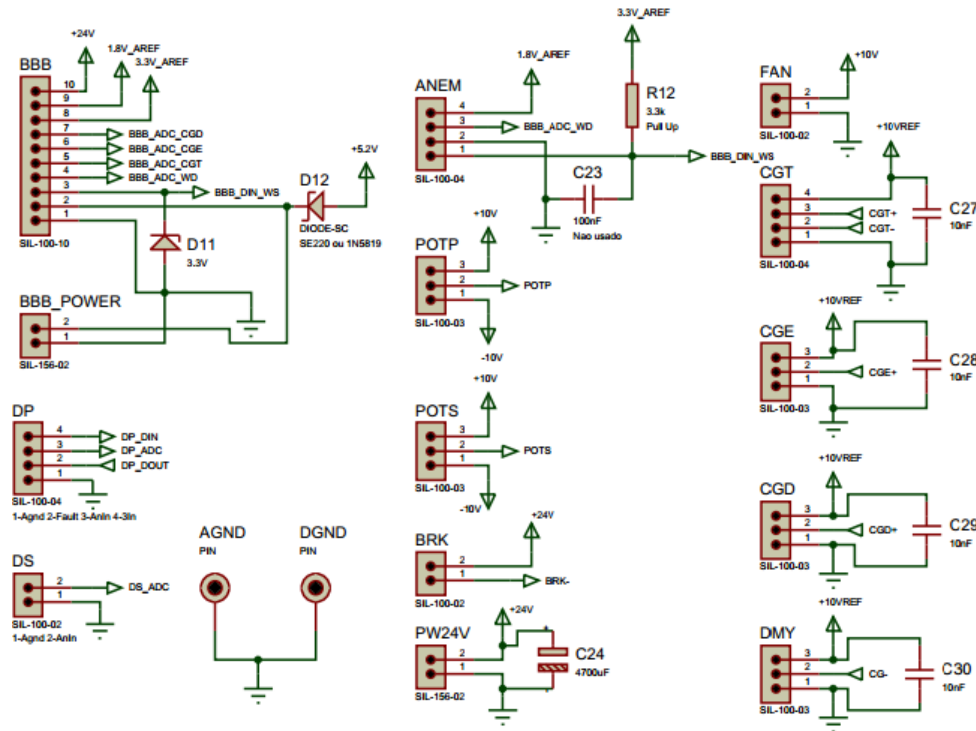 BBB
+24V
1.8V_AREF
3.3V_AREF
10
9
8
7
6
5
4
3
2
1
BBB_ADC_CGD
BBB_ADC_CGE
BBB_ADC_CGT
BBB_ADC_WD
BBB_DIN_WS
SIL-100-10
D11
3.3V
D12
DIODE-SC
SE220 ou 1N5819
+5.2V
BBB_POWER
2
1
SIL-156-02
DP
4
3
2
1
DP_DIN
DP_ADC
DP_DOUT
SIL-100-04
1-Agnd 2-Fault 3-AnIn 4-3In
DS
2
1
DS_ADC
SIL-100-02
1-Agnd 2-AnIn
AGND
PIN
DGND
PIN
ANEM
1.8V_AREF
4
3
2
1
BBB_ADC_WD
SIL-100-04
3.3V_AREF
R12
3.3k
Pull Up
BBB_DIN_WS
C23
100nF
Nao usado
POTP
+10V
3
2
1
POTP
SIL-100-03
-10V
POTS
+10V
3
2
1
POTS
SIL-100-03
-10V
BRK
+24V
2
1
BRK-
SIL-100-02
PW24V
+24V
2
1
SIL-156-02
+
C24
4700uF
FAN
+10V
2
1
SIL-100-02
CGT
+10VREF
4
3
2
1
CGT+
CGT-
SIL-100-04
C27
10nF
CGE
+10VREF
3
2
1
CGE+
SIL-100-03
C28
10nF
CGD
+10VREF
3
2
1
CGD+
SIL-100-03
C29
10nF
DMY
+10VREF
3
2
1
CG-
SIL-100-03
C30
10nF